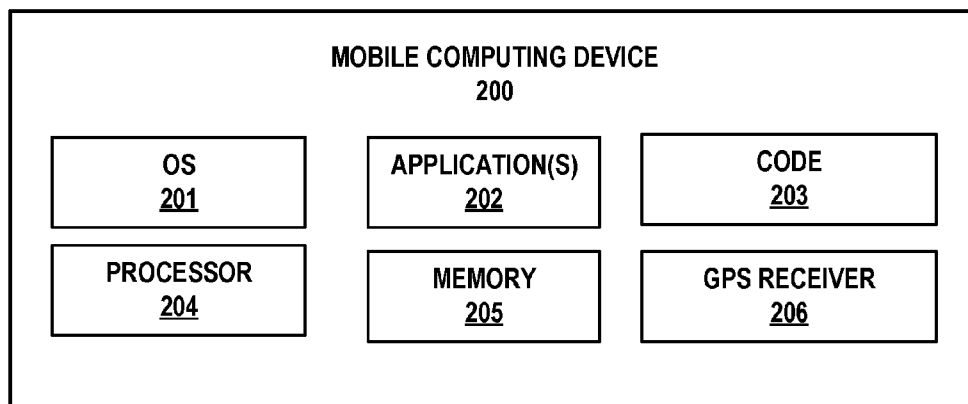 MOBILE COMPUTING DEVICE
200
OS
201
APPLICATION(S)
202
CODE
203
PROCESSOR
204
MEMORY
205
GPS RECEIVER
206